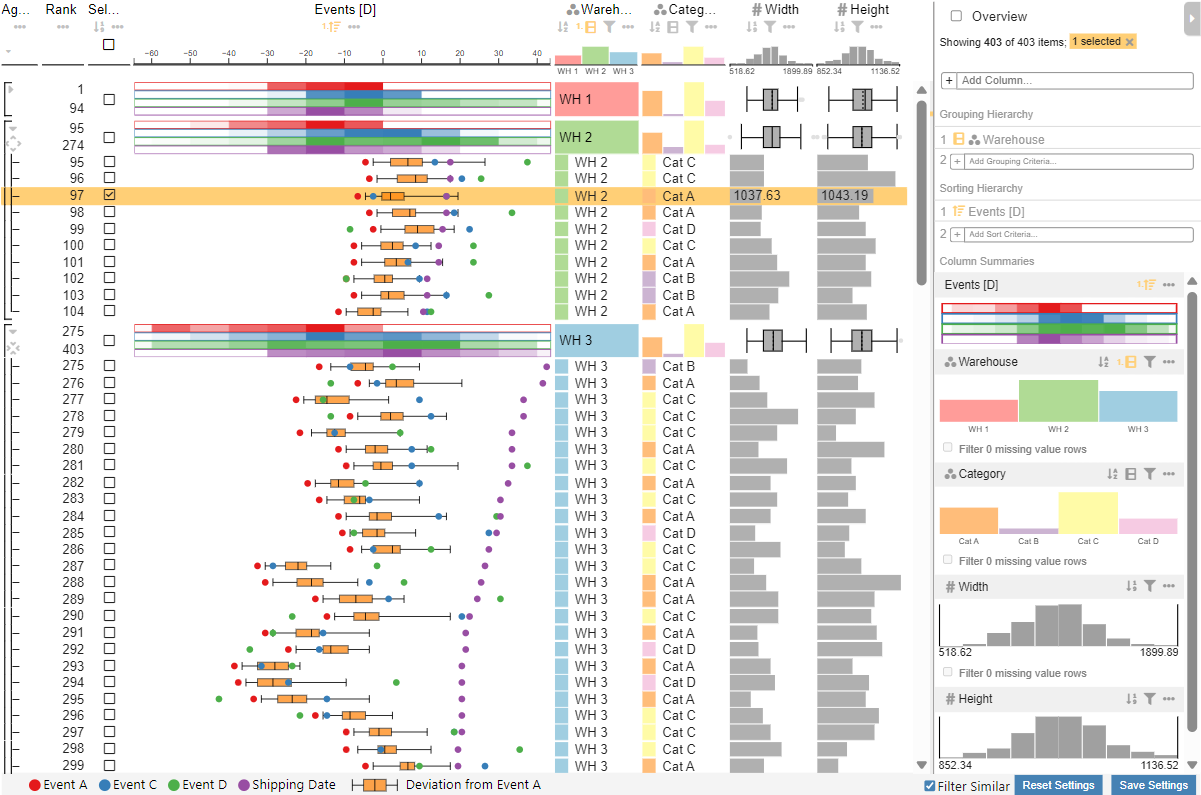 Ag... Rank Sel... Events [D] Wareh... Categ... # Width # Height
−60 −50 −40 −30 −20 −10 0 10 20 30 40
WH 1 WH 2 WH 3
518.62 1899.89 852.34 1136.52
1
94
WH 1
95
274
WH 2
95 WH 2 Cat C
96 WH 2 Cat C
97 WH 2 Cat A 1037.63 1043.19
98 WH 2 Cat A
99 WH 2 Cat D
100 WH 2 Cat C
101 WH 2 Cat A
102 WH 2 Cat B
103 WH 2 Cat B
104 WH 2 Cat A
275
403
WH 3
275 WH 3 Cat B
276 WH 3 Cat A
277 WH 3 Cat C
278 WH 3 Cat C
279 WH 3 Cat C
280 WH 3 Cat A
281 WH 3 Cat C
282 WH 3 Cat A
283 WH 3 Cat C
284 WH 3 Cat A
285 WH 3 Cat D
286 WH 3 Cat C
287 WH 3 Cat C
288 WH 3 Cat A
289 WH 3 Cat A
290 WH 3 Cat C
291 WH 3 Cat A
292 WH 3 Cat D
293 WH 3 Cat A
294 WH 3 Cat D
295 WH 3 Cat A
296 WH 3 Cat C
297 WH 3 Cat C
298 WH 3 Cat C
299 WH 3 Cat A
Event A Event C Event D Shipping Date Deviation from Event A
Overview
Showing 403 of 403 items; 1 selected
+ Add Column...
Grouping Hierarchy
1 Warehouse
2 + Add Grouping Criteria...
Sorting Hierarchy
1 Events [D]
2 + Add Sort Criteria...
Column Summaries
Events [D] 1.
Warehouse 1.
WH 1 WH 2 WH 3
Filter 0 missing value rows
Category
Cat A Cat B Cat C Cat D
Filter 0 missing value rows
# Width
518.62 1899.89
Filter 0 missing value rows
# Height
852.34 1136.52
Filter Similar Reset Settings Save Settings